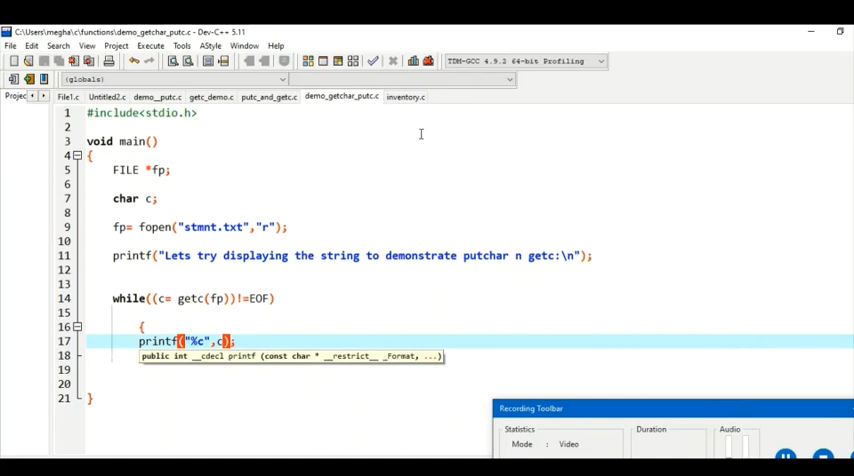 C:\Users\megha\c\functions\demo_getchar_putc.c - Dev-C++ 5.11
File Edit Search View Project Execute Tools AStyle Window Help
TDM-GCC 4.9.2 64-bit Profiling
(globals)
Projec File1.c Untitled2.c demo__putc.c getc_demo.c putc_and_getc.c demo_getchar_putc.c inventory.c
1 #include<stdio.h>
2
3 void main()
4 {
5 FILE *fp;
6
7 char c;
8
9 fp= fopen("stmnt.txt","r");
10
11 printf("Lets try displaying the string to demonstrate putchar n getc:\n");
12
13
14 while((c= getc(fp))!=EOF)
15
16 {
17 printf("%c",c);
18 public int __cdecl printf (const char * __restrict__ _Format, ...)
19
20
21 }
Recording Toolbar
Statistics Duration Audio
Mode : Video